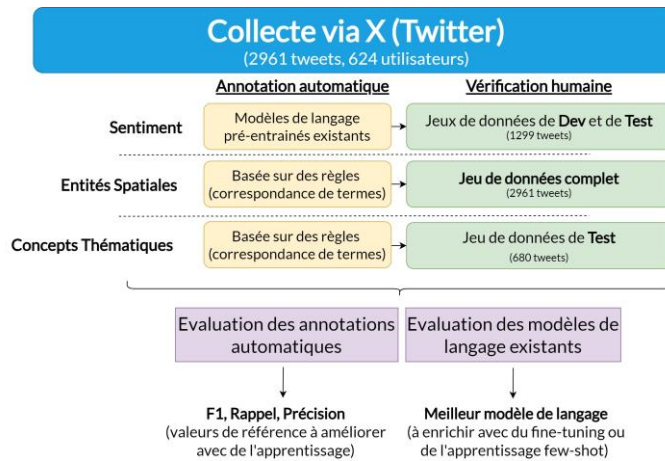 Collecte via X (Twitter)
(2961 tweets, 624 utilisateurs)
Annotation automatique
Vérification humaine
Sentiment
Modèles de langage
pré-entrainés existants
Jeux de données de Dev et de Test
(1299 tweets)
Entités Spatiales
Basée sur des règles
(correspondance de termes)
Jeu de données complet
(2961 tweets)
Concepts Thématiques
Basée sur des règles
(correspondance de termes)
Jeu de données de Test
(680 tweets)
Evaluation des annotations
automatiques
Evaluation des modèles de
langage existants
F1, Rappel, Précision
(valeurs de référence à améliorer
avec de l'apprentissage)
Meilleur modèle de langage
(à enrichir avec du fine-tuning ou
de l'apprentissage few-shot)